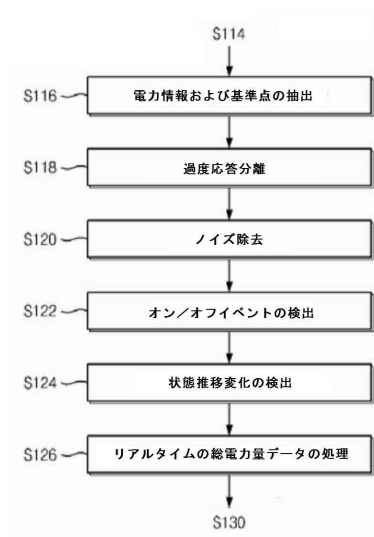 S114
S116 電力情報および基準点の抽出
S118 過度応答分離
S120 ノイズ除去
S122 オン／オフイベントの検出
S124 状態推移変化の検出
S126 リアルタイムの総電力量データの処理
S130